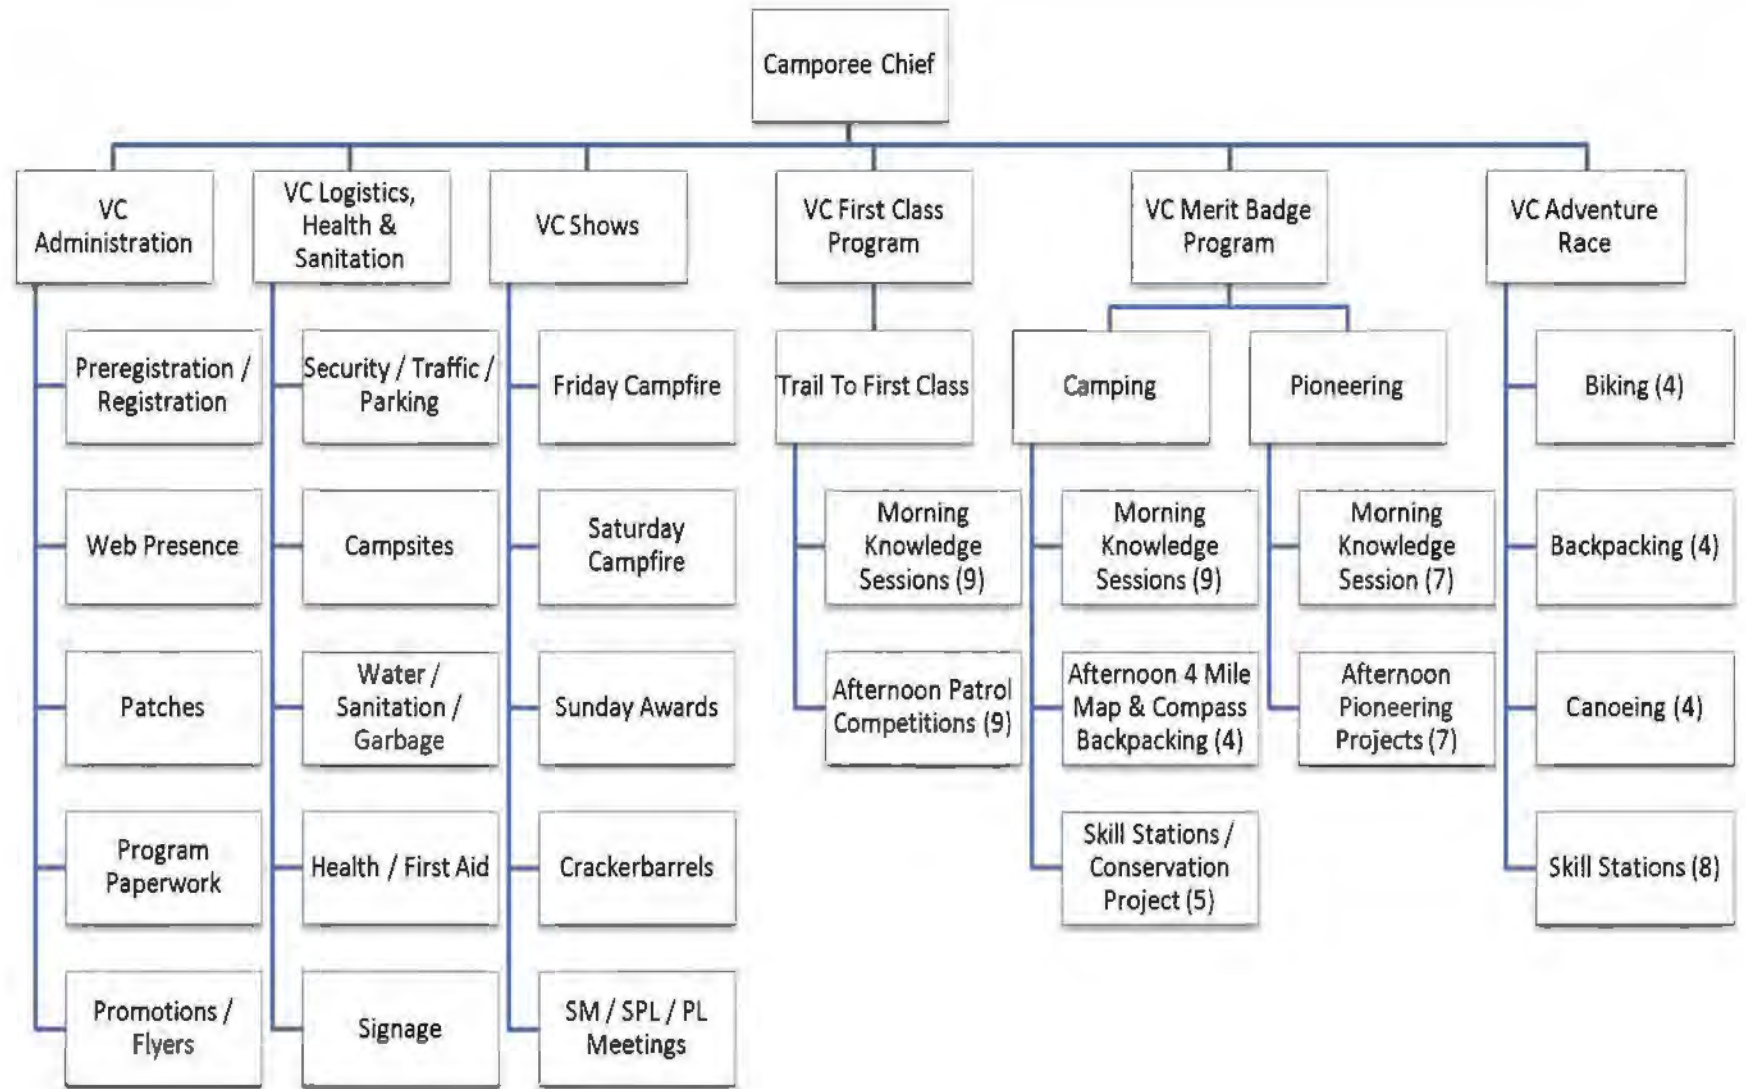 Camporee Chief
VC
Administration
VC Logistics,
Health &
Sanitation
VC Shows
VC First Class
Program
VC Merit Badge
Program
VC Adventure
Race
Preregistration /
Registration
Security / Traffic /
Parking
Friday Campfire
Trail To First Class
Camping
Pioneering
Biking (4)
Web Presence
Campsites
Saturday
Campfire
Morning
Knowledge
Sessions (9)
Morning
Knowledge
Sessions (9)
Morning
Knowledge
Session (7)
Backpacking (4)
Patches
Water /
Sanitation /
Garbage
Sunday Awards
Afternoon Patrol
Competitions (9)
Afternoon 4 Mile
Map & Compass
Backpacking (4)
Afternoon
Pioneering
Projects (7)
Canoeing (4)
Program
Paperwork
Health / First Aid
Crackerbarrels
Skill Stations /
Conservation
Project (5)
Skill Stations (8)
Promotions /
Flyers
Signage
SM / SPL / PL
Meetings